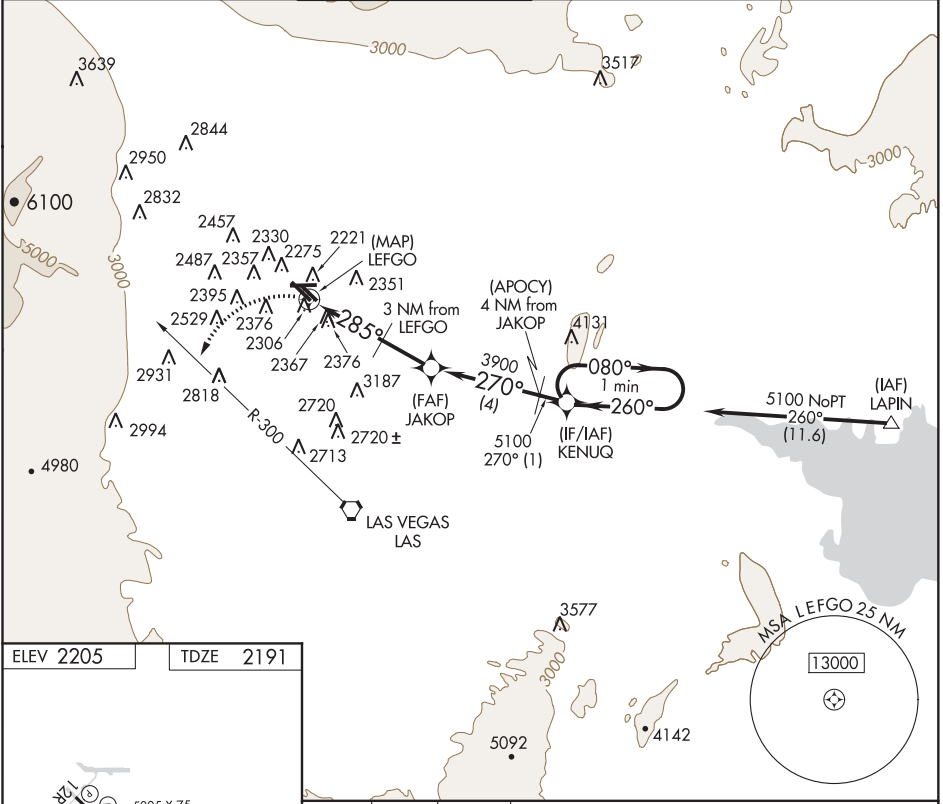 3000
3639
3517
2844
3000
2950
6100
2832
2457
2330
2275
2221
(MAP)
LEFGO
5000
3000
2487
2357
2351
2395
2376
3 NM from
LEFGO
(APOCY)
4 NM from
JAKOP
285°
2529
2306
2367
2376
4131
3900
270°
(4)
080°
1 min
260°
2931
2818
3187
(FAF)
JAKOP
5100 NoPT
260°
(11.6)
(IAF)
LAPIN
2994
R-300
2720
2720 ±
2713
5100
270° (1)
(IF/IAF)
KENUQ
4980
LAS VEGAS
LAS
3577
MSA LEFGO 25 NM
13000
ELEV 2205
TDZE 2191
3000
4142
5092
12R
P